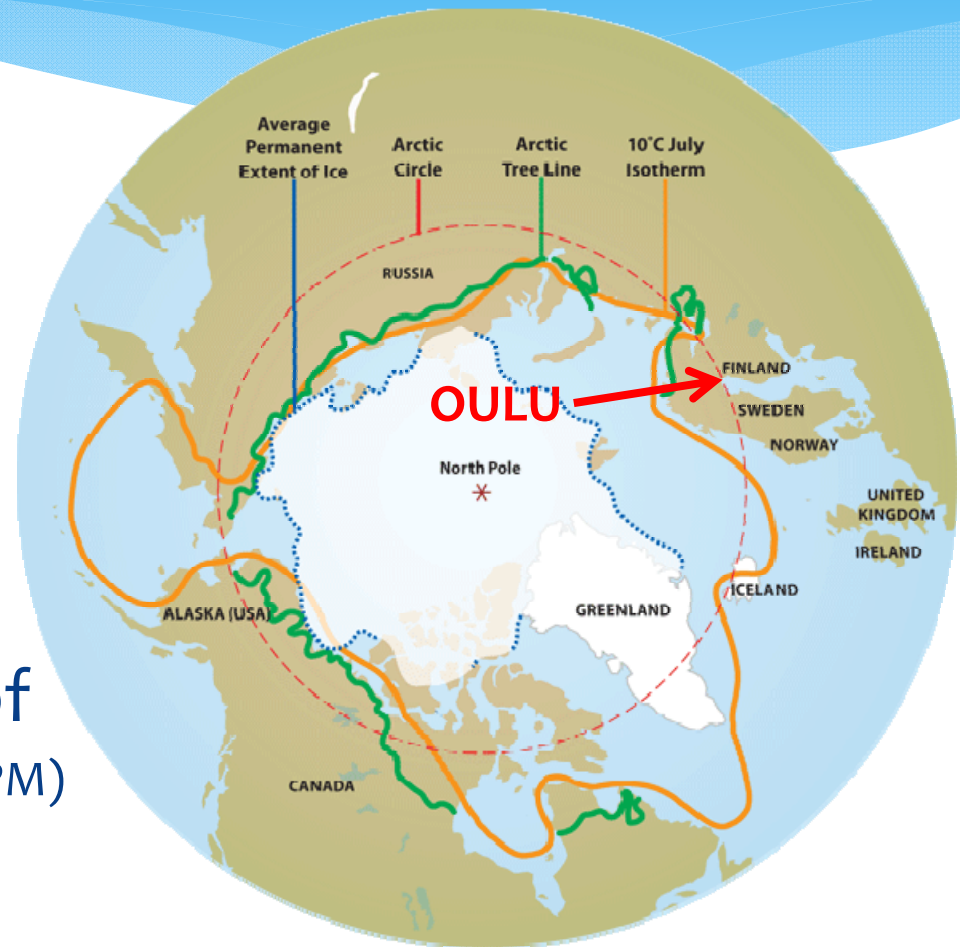 Average
Permanent
Extent of Ice
Arctic
Circle
Arctic
Tree Line
10°C July
Isotherm
RUSSIA
FINLAND
OULU
SWEDEN
NORWAY
North Pole
UNITED
KINGDOM
IRELAND
ICELAND
GREENLAND
ALASKA (USA)
of
PM)
CANADA